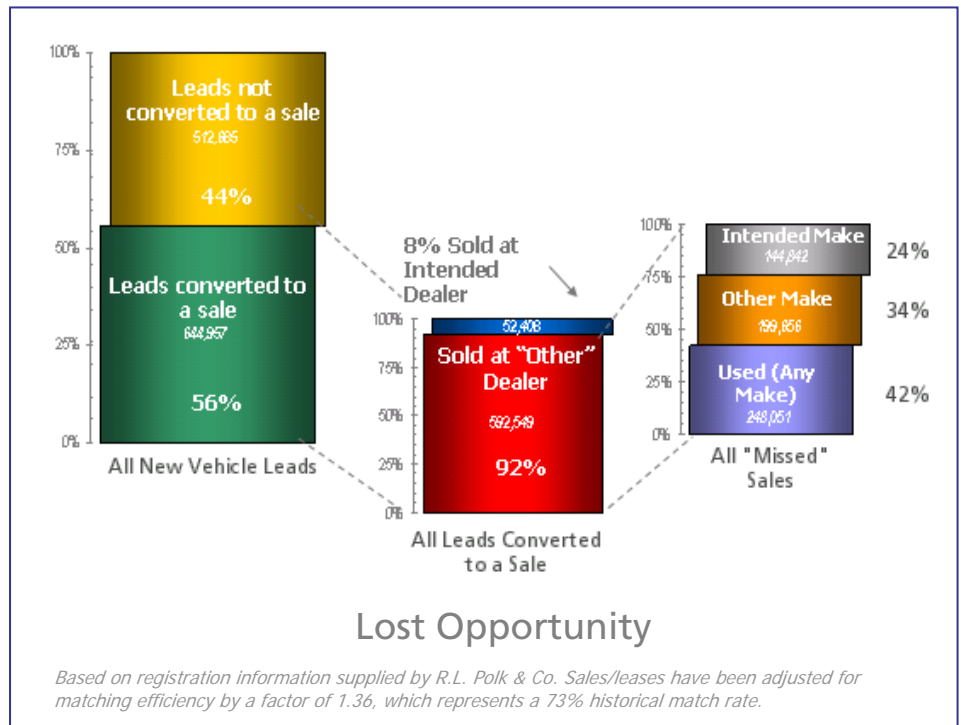 100%
75%
50%
25%
0%
Leads not
converted to a sale
44%
Leads converted to
a sale
644,957
56%
All New Vehicle Leads
8% Sold at
Intended
Dealer
100%
75%
50%
25%
0%
52,408
Sold at “Other”
Dealer
592,549
92%
All Leads Converted
to a Sale
100%
75%
50%
25%
0%
Intended Make
144,842
24%
Other Make
199,656
34%
Used (Any
Make)
248,051
42%
All "Missed"
Sales
Lost Opportunity
Based on registration information supplied by R.L. Polk & Co. Sales/leases have been adjusted for
matching efficiency by a factor of 1.36, which represents a 73% historical match rate.